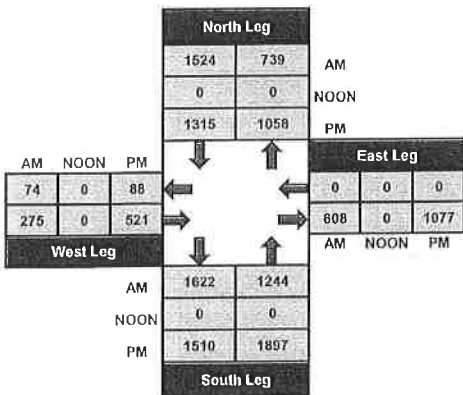 North Leg
1524 739 AM
0 0 NOON
1315 1058 PM
AM NOON PM
74 0 88
275 0 521
West Leg
East Leg
0 0 0
608 0 1077
AM NOON PM
AM 1622 1244
NOON 0 0
PM 1510 1897
South Leg